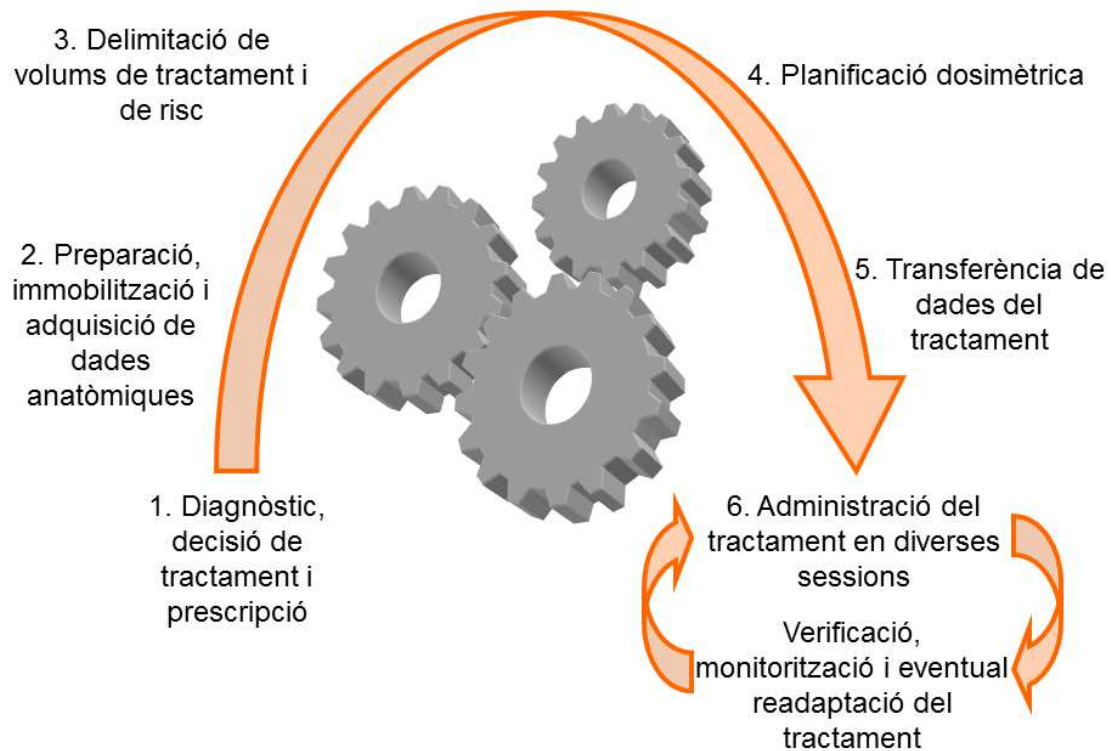 3. Delimitació de
volums de tractament i
de risc
4. Planificació dosimètrica
2. Preparació,
immobilització i
adquisició de
dades
anatòmiques
5. Transferència de
dades del
tractament
1. Diagnòstic,
decisió de
tractament i
prescripció
6. Administració del
tractament en diverses
sessions
Verificació,
monitorització i eventual
readaptació del
tractament